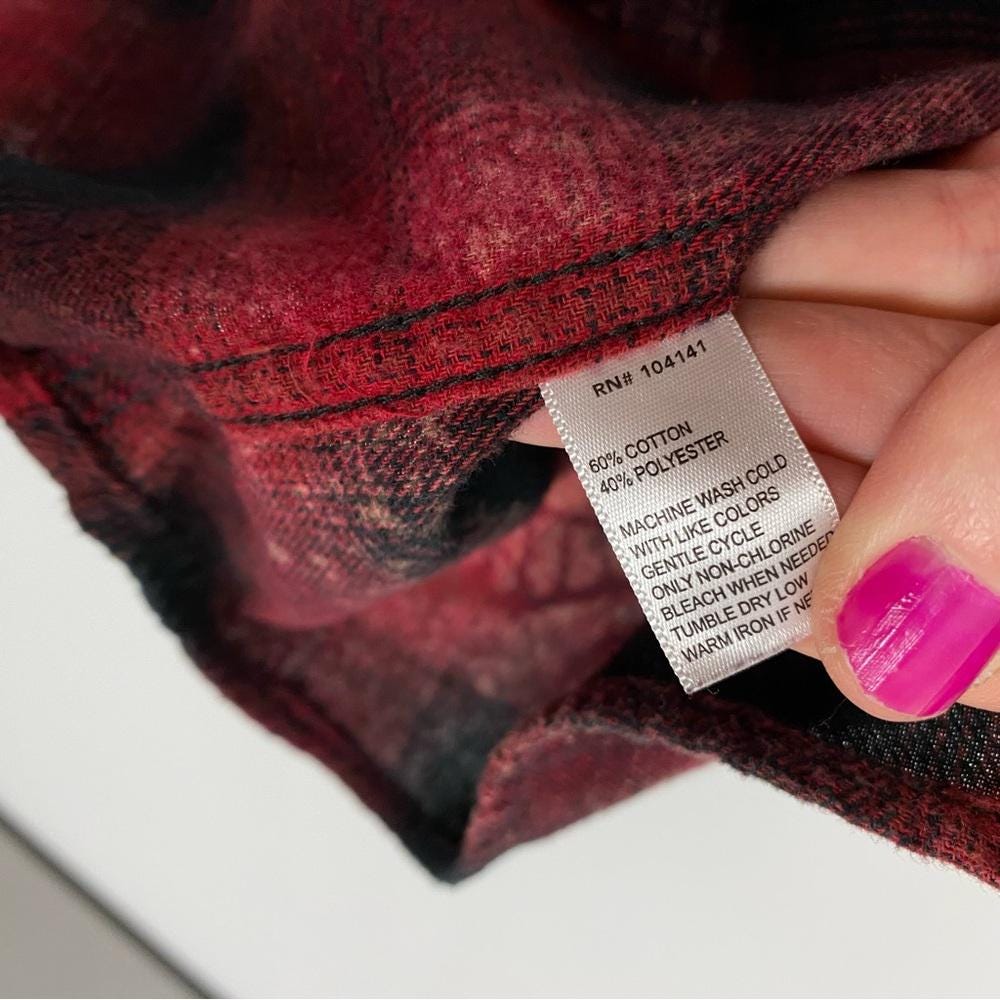 RN# 104141
60% COTTON
40% POLYESTER
MACHINE WASH COLD
WITH LIKE COLORS
GENTLE CYCLE
ONLY NON-CHLORINE
BLEACH WHEN NEEDED
TUMBLE DRY LOW
WARM IRON IF